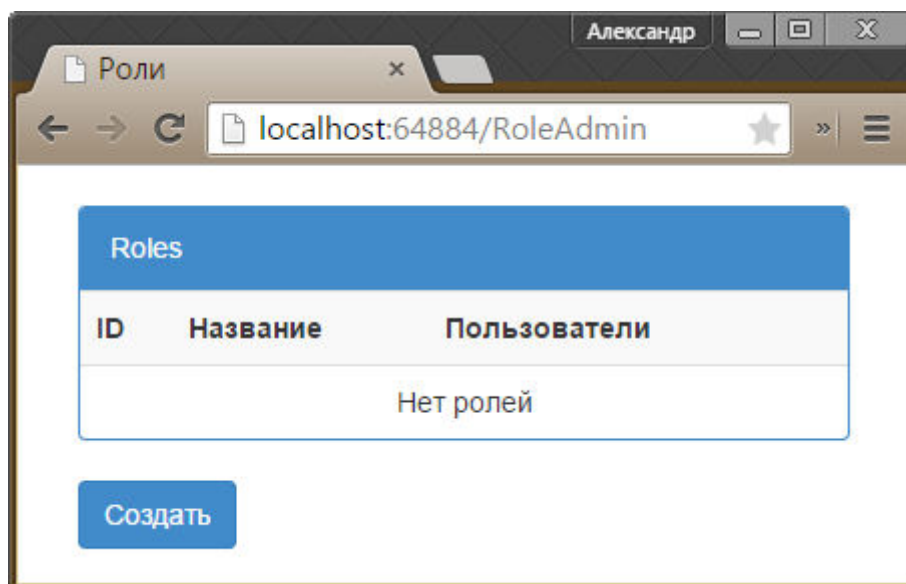 Александр
Роли
localhost:64884/RoleAdmin
Roles
ID Название Пользователи
Нет ролей
Создать